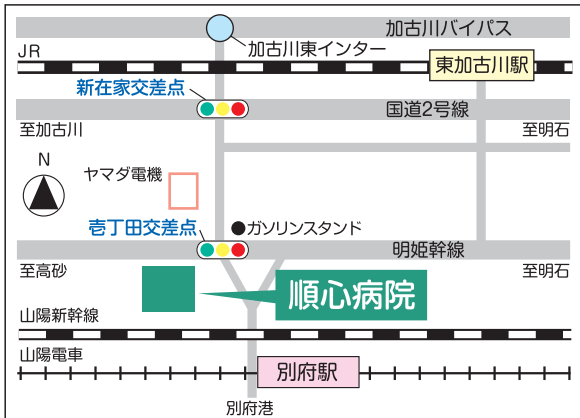 加古川バイパス
加古川東インター
JR
東加古川駅
新在家交差点
国道2号線
至加古川
至明石
N
ヤマダ電機
壱丁田交差点
ガソリンスタンド
明姫幹線
至高砂
至明石
順心病院
山陽新幹線
山陽電車
別府駅
別府港